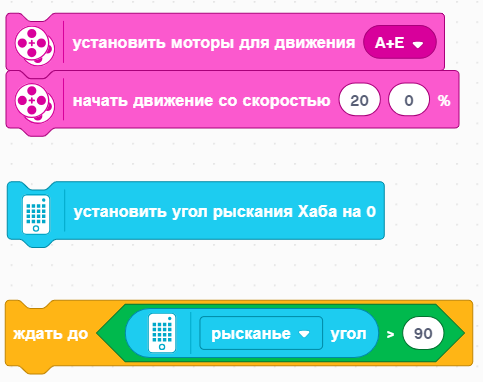 установить моторы для движения A+E
начать движение со скоростью 20 0 %
установить угол рыскания Хаба на 0
ждать до рысканье угол > 90